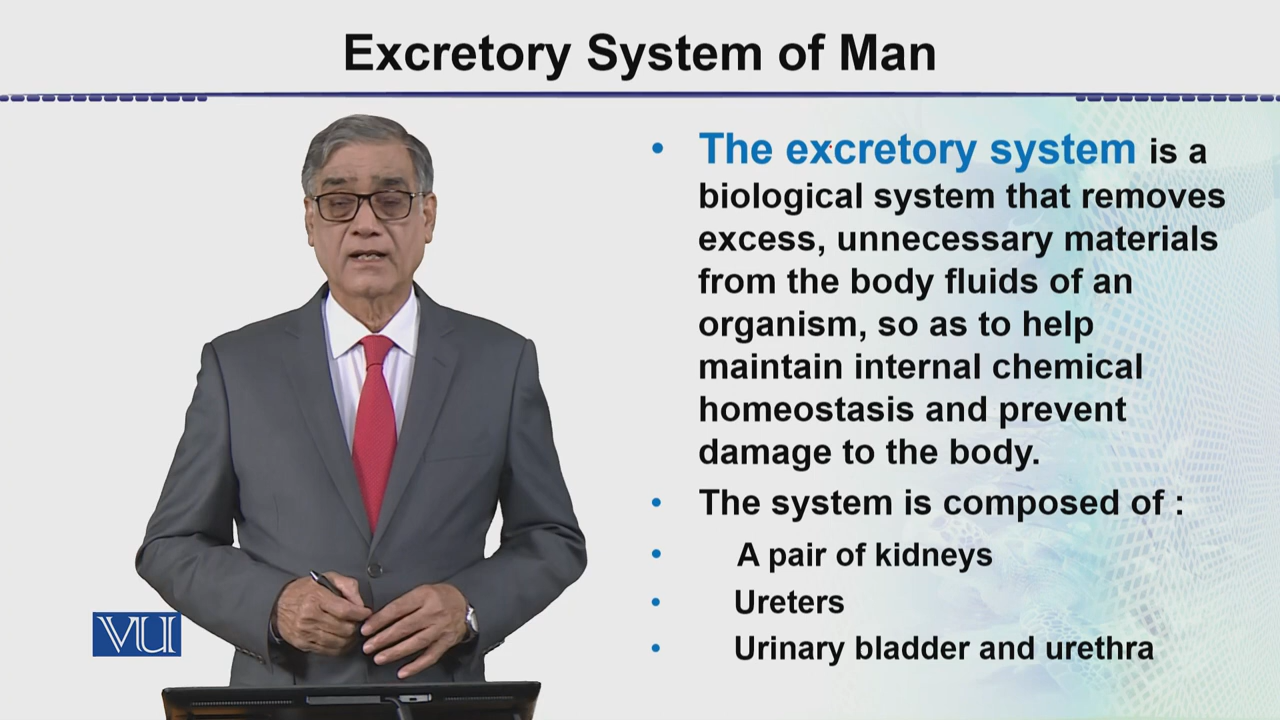 Excretory System of Man
• The excretory system is a
biological system that removes
excess, unnecessary materials
from the body fluids of an
organism, so as to help
maintain internal chemical
homeostasis and prevent
damage to the body.
• The system is composed of :
• A pair of kidneys
• Ureters
• Urinary bladder and urethra
VU